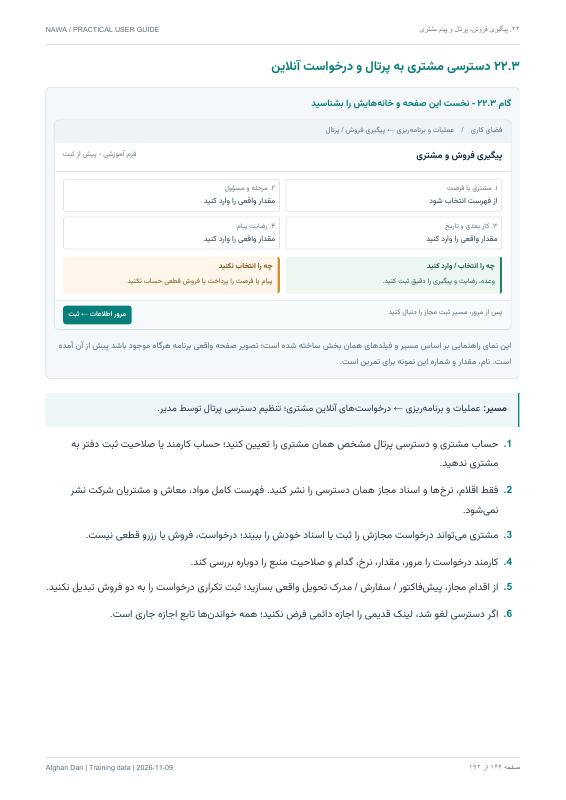 NAWA / PRACTICAL USER GUIDE
۲۲. پیگیری فروش، پرتال و پیام مشتری
۲۲.۳ دسترسی مشتری به پرتال و درخواست آنلاین
گام ۲۲.۳ - نخست این صفحه و خانه‌هایش را بشناسید
فضای کاری / عملیات و برنامه‌ریزی ← پیگیری فروش / پرتال
پیگیری فروش و مشتری
فرم آموزشی - پیش از ثبت
۱. مشتری یا فرصت
از فهرست انتخاب شود
۲. مرحله و مسؤول
مقدار واقعی را وارد کنید
۳. کار بعدی و تاریخ
مقدار واقعی را وارد کنید
۴. رضایت پیام
مقدار واقعی را وارد کنید
چه را انتخاب / وارد کنید
وعده، رضایت و پیگیری را دقیق ثبت کنید.
چه را انتخاب نکنید
پیام یا فرصت را پرداخت یا فروش قطعی حساب نکنید.
پس از مرور، مسیر ثبت مجاز را دنبال کنید
مرور اطلاعات ← ثبت
این نمای راهنمایی بر اساس مسیر و فیلدهای همان بخش ساخته شده است؛ تصویر صفحه واقعی برنامه هرگاه موجود باشد پیش از آن آمده
است. نام، مقدار و شماره این نمونه برای تمرین است.
مسیر: عملیات و برنامه‌ریزی ← درخواست‌های آنلاین مشتری؛ تنظیم دسترسی پرتال توسط مدیر.
1. حساب مشتری و دسترسی پرتال مشخص همان مشتری را تعیین کنید؛ حساب کارمند یا صلاحیت ثبت دفتر به
مشتری ندهید.
2. فقط اقلام، نرخ‌ها و اسناد مجاز همان دسترسی را نشر کنید. فهرست کامل مواد، معاش و مشتریان شرکت نشر
نمی‌شود.
3. مشتری می‌تواند درخواست مجازش را ثبت یا اسناد خودش را ببیند؛ درخواست، فروش یا رزرو قطعی نیست.
4. کارمند درخواست را مرور، مقدار، نرخ، گدام و صلاحیت منبع را دوباره بررسی کند.
5. از اقدام مجاز، پیش‌فاکتور / سفارش / مدرک تحویل واقعی بسازید؛ ثبت تکراری درخواست را به دو فروش تبدیل نکنید.
6. اگر دسترسی لغو شد، لینک قدیمی را اجازه دائمی فرض نکنید؛ همه خواندن‌ها تابع اجازه جاری است.
Afghan Dari | Training data | 2026-11-09
صفحه ۱۴۴ از ۱۹۲